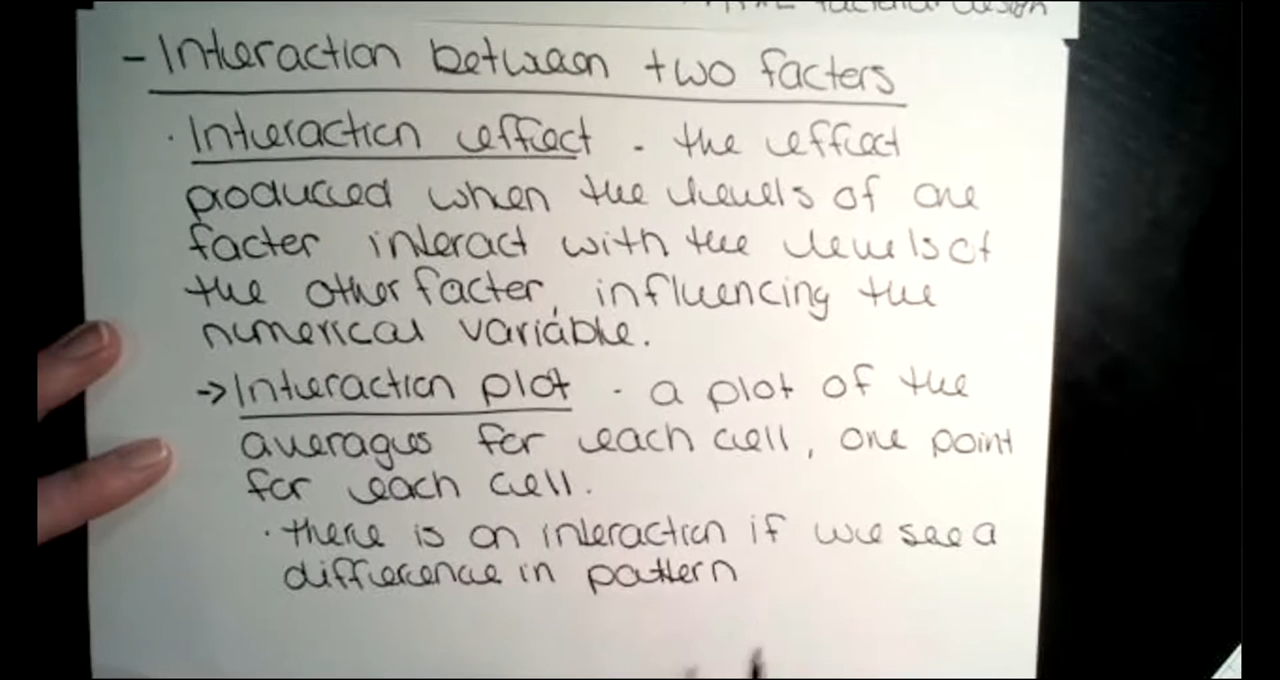 factorial design
- Interaction between two facters
· Interaction effect - the effect
produced when the levels of one
facter interact with the levels of
the other facter, influencing the
numerical variable.
-> Interaction plot - a plot of the
averages for each cell, one point
for each cell.
· there is an interaction if we see a
difference in pattern